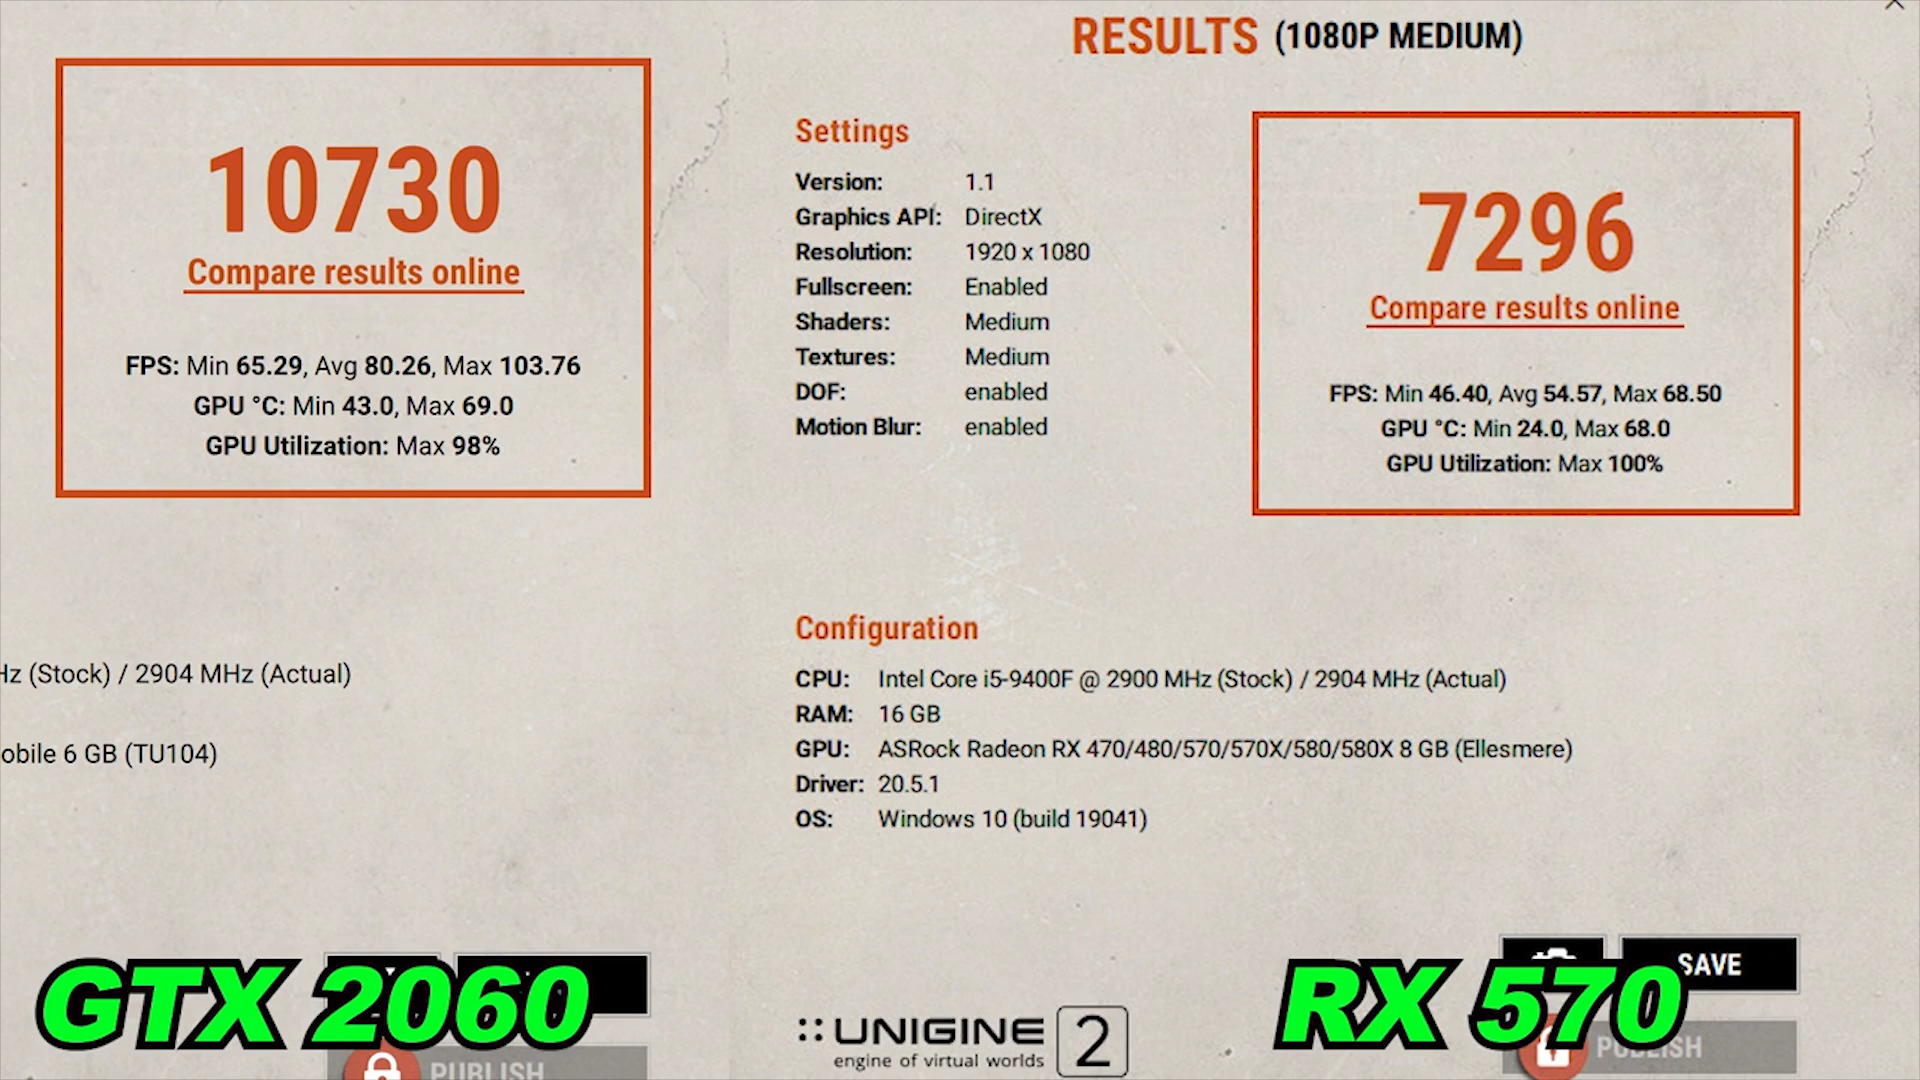 10730
Compare results online
FPS: Min 65.29, Avg 80.26, Max 103.76
GPU °C: Min 43.0, Max 69.0
GPU Utilization: Max 98%
Hz (Stock) / 2904 MHz (Actual)
obile 6 GB (TU104)
GTX 2060
PUBLISH
RESULTS (1080P MEDIUM)
Settings
Version: 1.1
Graphics API: DirectX
Resolution: 1920 x 1080
Fullscreen: Enabled
Shaders: Medium
Textures: Medium
DOF: enabled
Motion Blur: enabled
7296
Compare results online
FPS: Min 46.40, Avg 54.57, Max 68.50
GPU °C: Min 24.0, Max 68.0
GPU Utilization: Max 100%
Configuration
CPU: Intel Core i5-9400F @ 2900 MHz (Stock) / 2904 MHz (Actual)
RAM: 16 GB
GPU: ASRock Radeon RX 470/480/570/570X/580/580X 8 GB (Ellesmere)
Driver: 20.5.1
OS: Windows 10 (build 19041)
UNIGINE 2
engine of virtual worlds
SAVE
RX 570
PUBLISH